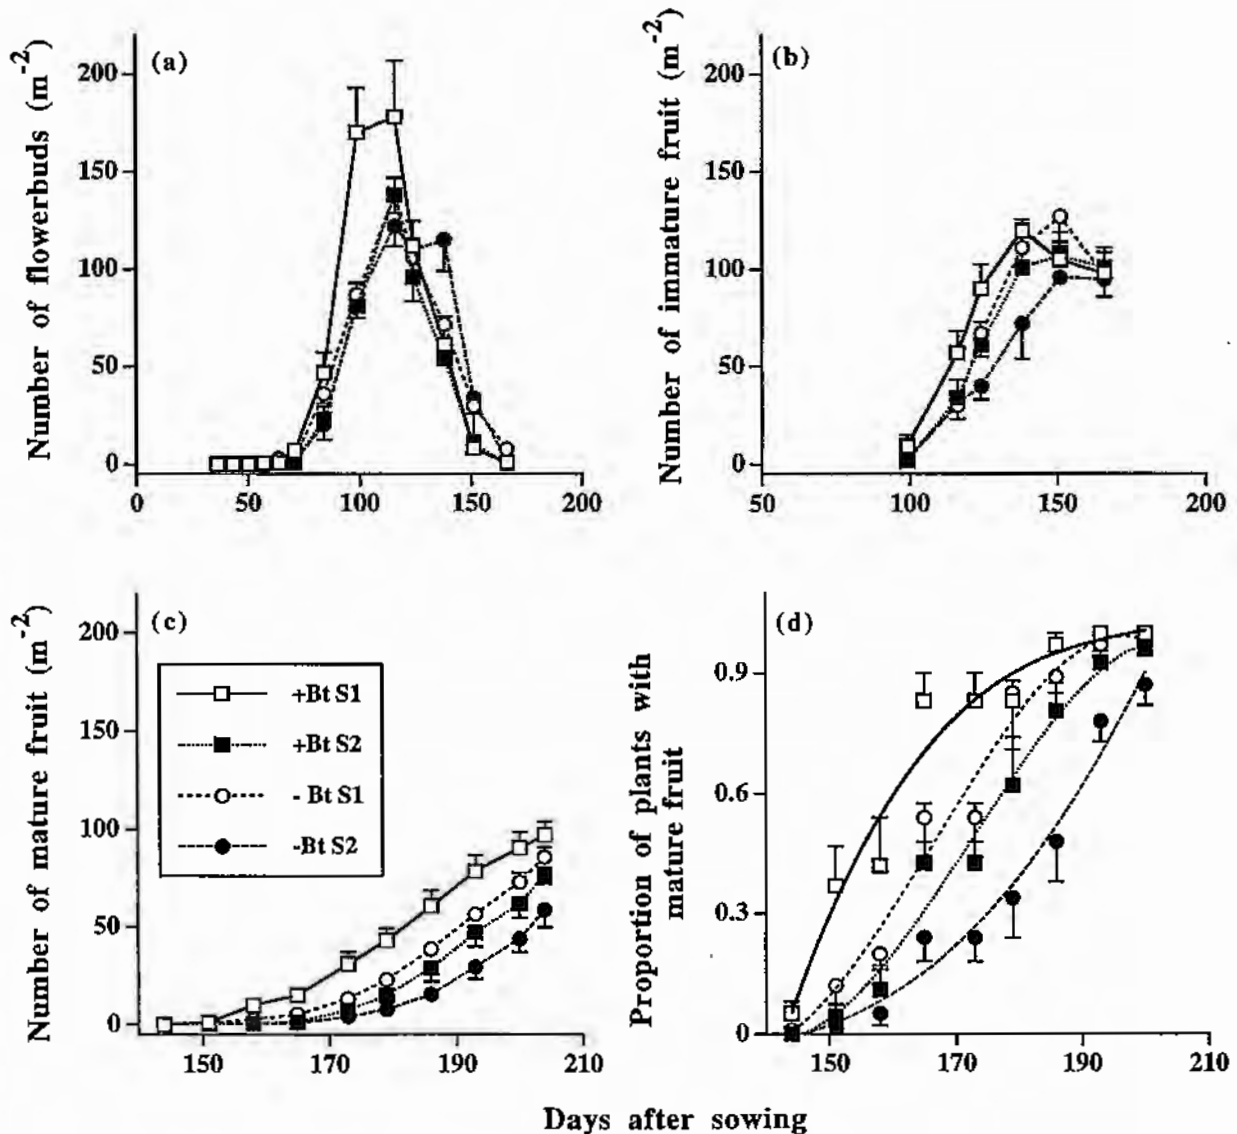 (a)
Number of flowerbuds (m⁻²)
200
150
100
50
0
0 50 100 150 200
(b)
Number of immature fruit (m⁻²)
200
150
100
50
0
50 100 150 200
(c)
Number of mature fruit (m⁻²)
200
150
100
50
0
+Bt S1
+Bt S2
- Bt S1
-Bt S2
150 170 190 210
(d)
Proportion of plants with
mature fruit
0.9
0.6
0.3
0
150 170 190 210
Days after sowing